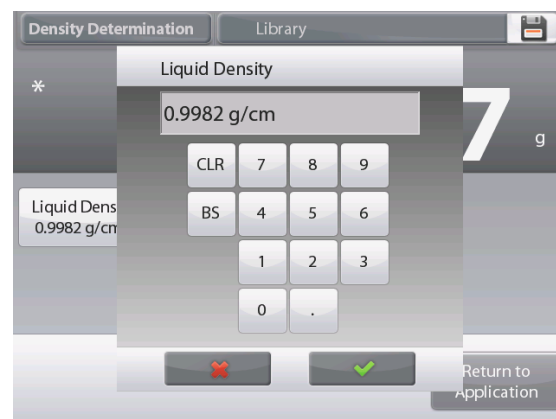 Density Determination
Library
Liquid Density
*
0.9982 g/cm
7
g
CLR 7 8 9
Liquid Dens
0.9982 g/cm
BS 4 5 6
1 2 3
0 .
Return to
Application